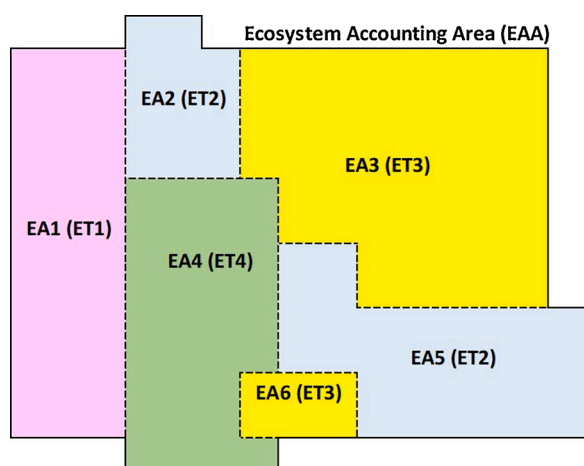 Ecosystem Accounting Area (EAA)
EA2 (ET2)
EA3 (ET3)
EA1 (ET1)
EA4 (ET4)
EA5 (ET2)
EA6 (ET3)